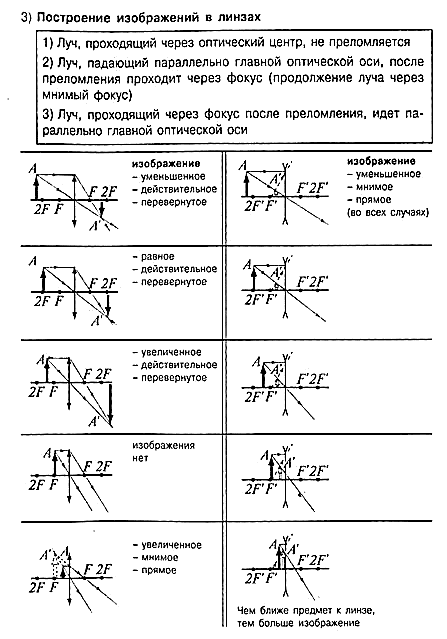 3) Построение изображений в линзах
1) Луч, проходящий через оптический центр, не преломляется
2) Луч, падающий параллельно главной оптической оси, после
преломления проходит через фокус (продолжение луча через
мнимый фокус)
3) Луч, проходящий через фокус после преломления, идет па-
раллельно главной оптической оси
A
2F F
F 2F
A'
изображение
– уменьшенное
– действительное
– перевернутое
A
A'
2F' F'
F' 2F'
изображение
– уменьшенное
– мнимое
– прямое
(во всех случаях)
A
2F F
F 2F
A'
– равное
– действительное
– перевернутое
A
A'
2F' F'
F' 2F'
A
2F F
F 2F
A'
– увеличенное
– действительное
– перевернутое
A
A'
2F' F'
F' 2F'
A
2F F
F 2F
изображения
нет
A
A'
2F' F'
F' 2F'
A'
A
2F F
F 2F
– увеличенное
– мнимое
– прямое
A
A'
2F' F'
F' 2F'
Чем ближе предмет к линзе,
тем больше изображение